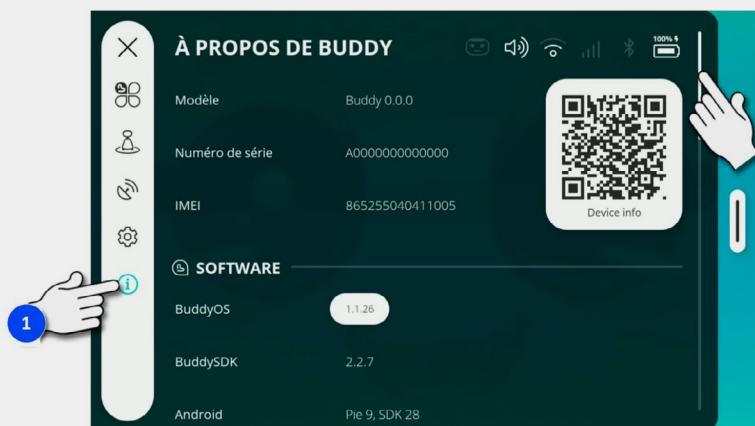 À PROPOS DE BUDDY
100%
Modèle Buddy 0.0.0
Numéro de série A0000000000000
IMEI 865255040411005
Device info
SOFTWARE
1
BuddyOS 1.1.26
BuddySDK 2.2.7
Android Pie 9, SDK 28